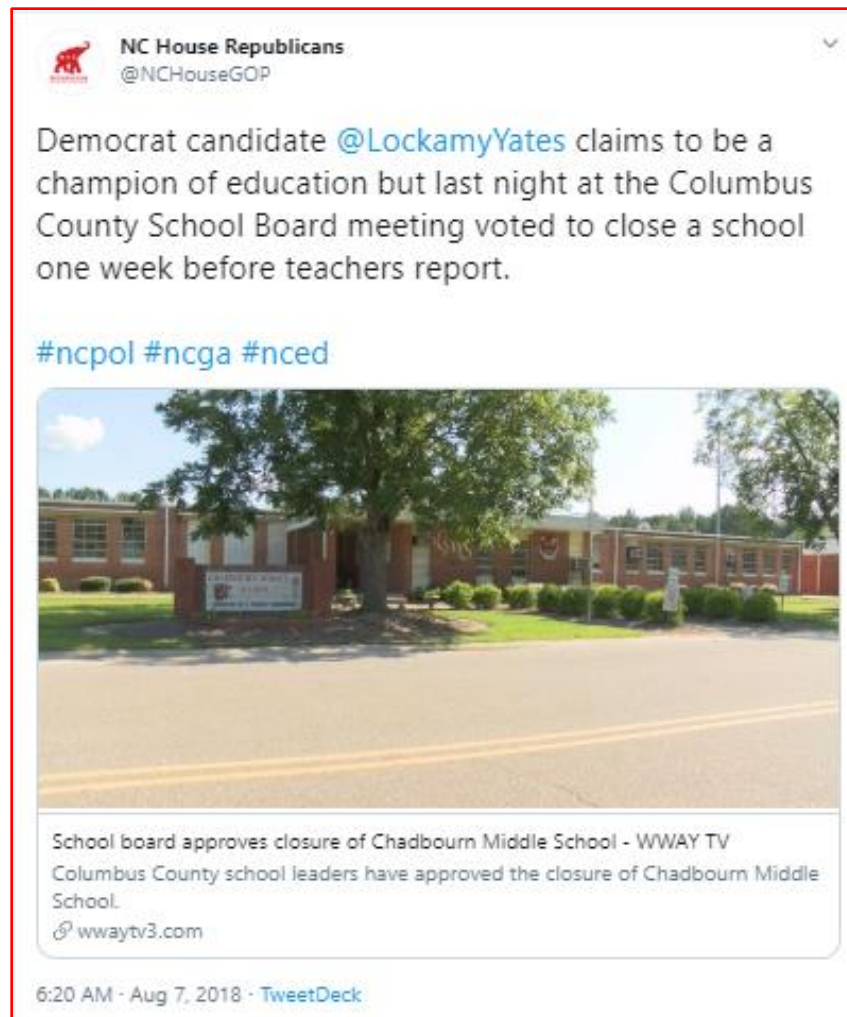 NC House Republicans
@NCHouseGOP
Democrat candidate @LockamyYates claims to be a
champion of education but last night at the Columbus
County School Board meeting voted to close a school
one week before teachers report.
#ncpol #ncga #nced
School board approves closure of Chadbourn Middle School - WWAY TV
Columbus County school leaders have approved the closure of Chadbourn Middle
School.
wwaytv3.com
6:20 AM · Aug 7, 2018 · TweetDeck